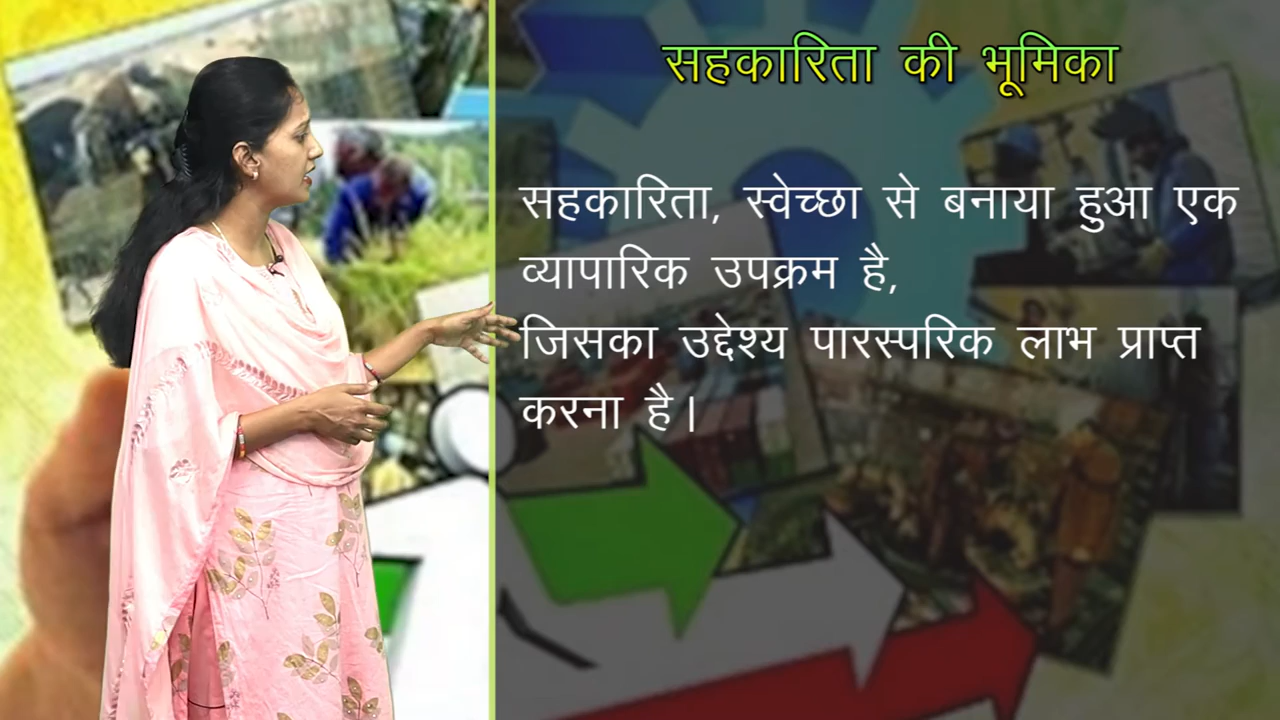 सहकारिता की भूमिका
सहकारिता, स्वेच्छा से बनाया हुआ एक
व्यापारिक उपक्रम है,
जिसका उद्देश्य पारस्परिक लाभ प्राप्त
करना है।